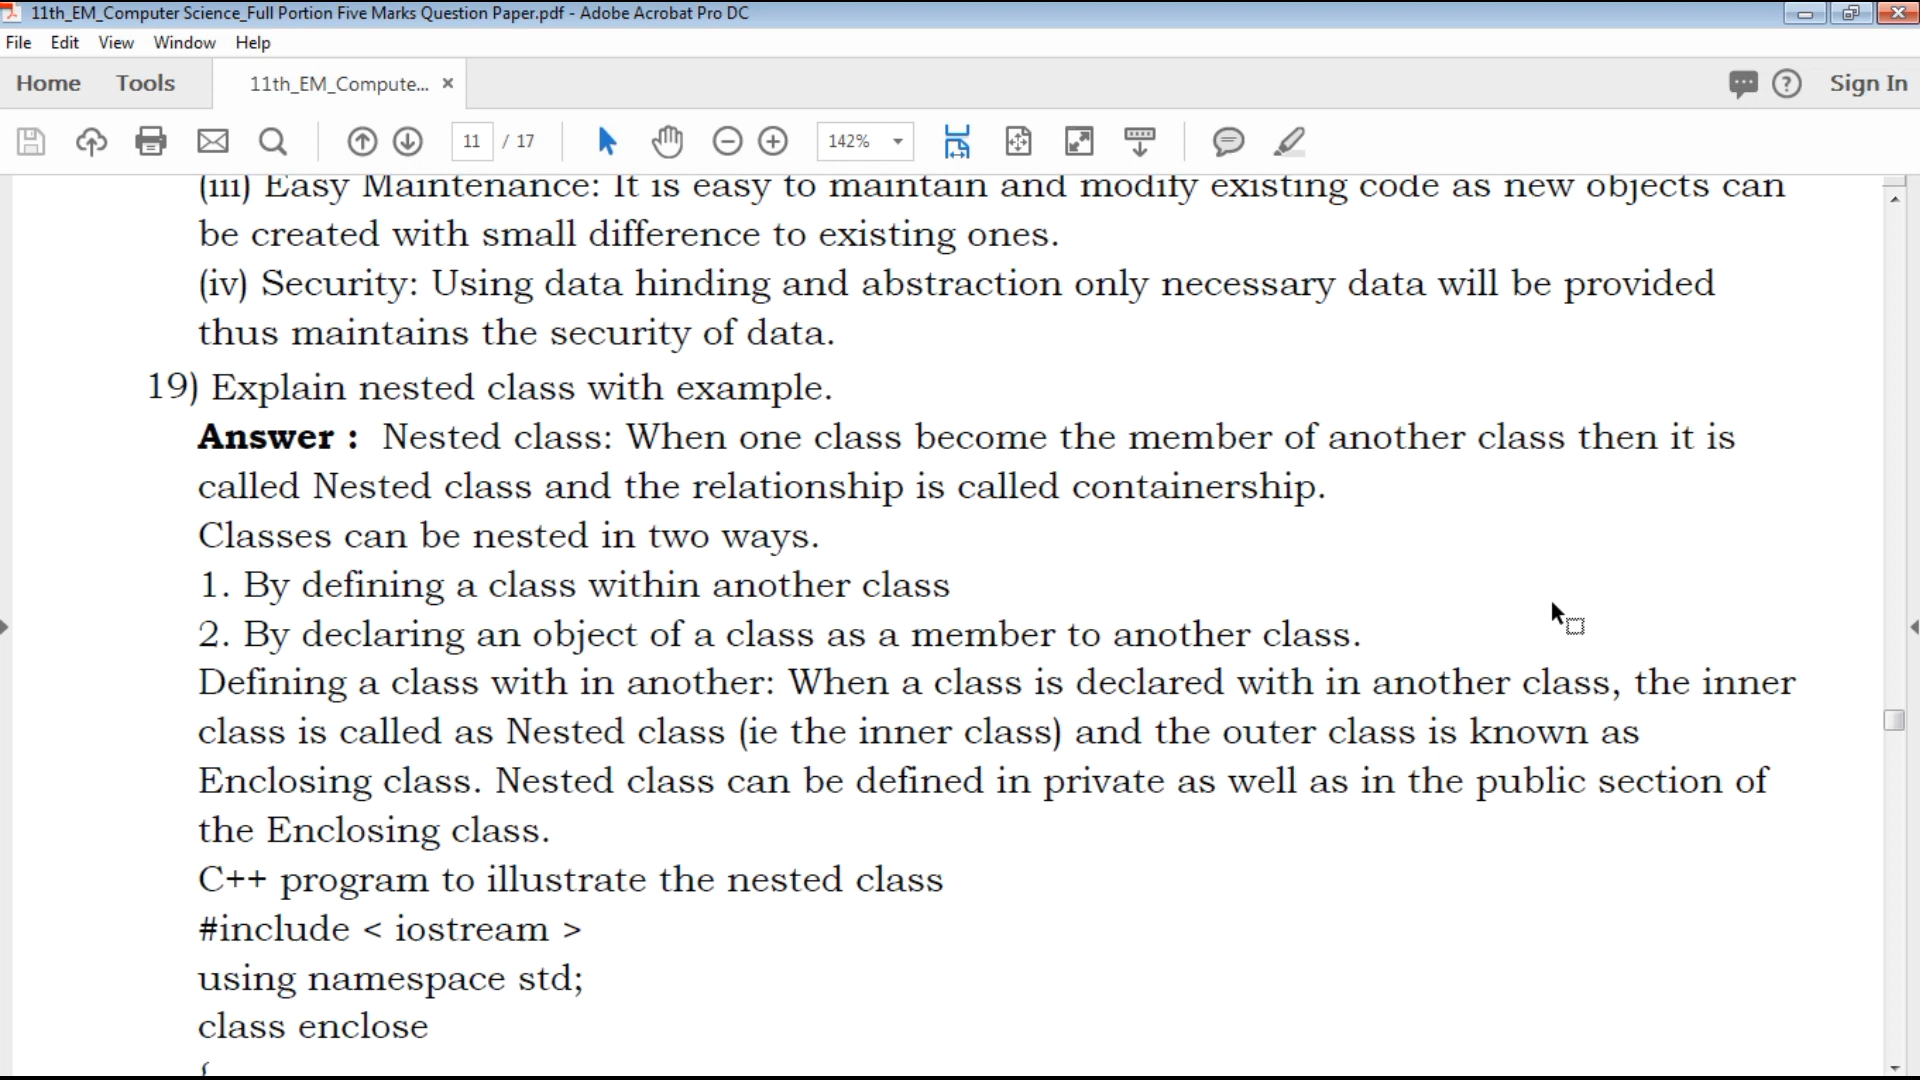 11th_EM_Computer Science_Full Portion Five Marks Question Paper.pdf - Adobe Acrobat Pro DC
File Edit View Window Help
Home Tools 11th_EM_Compute... × Sign In
11 / 17 142%
(iii) Easy Maintenance: It is easy to maintain and modify existing code as new objects can
be created with small difference to existing ones.
(iv) Security: Using data hinding and abstraction only necessary data will be provided
thus maintains the security of data.
19) Explain nested class with example.
Answer : Nested class: When one class become the member of another class then it is
called Nested class and the relationship is called containership.
Classes can be nested in two ways.
1. By defining a class within another class
2. By declaring an object of a class as a member to another class.
Defining a class with in another: When a class is declared with in another class, the inner
class is called as Nested class (ie the inner class) and the outer class is known as
Enclosing class. Nested class can be defined in private as well as in the public section of
the Enclosing class.
C++ program to illustrate the nested class
#include < iostream >
using namespace std;
class enclose
{